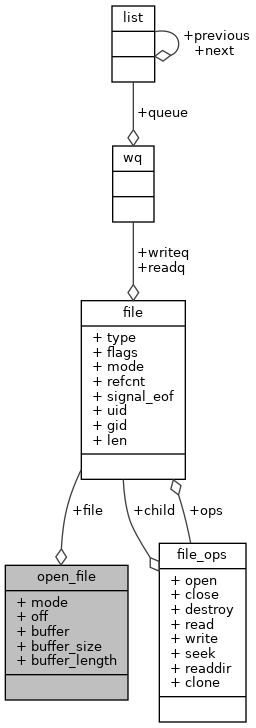 list
+previous
+next
+queue
wq
+writeq
+readq
file
+ type
+ flags
+ mode
+ refcnt
+ signal_eof
+ uid
+ gid
+ len
+file
+child
+ops
open_file
+ mode
+ off
+ buffer
+ buffer_size
+ buffer_length
file_ops
+ open
+ close
+ destroy
+ read
+ write
+ seek
+ readdir
+ clone